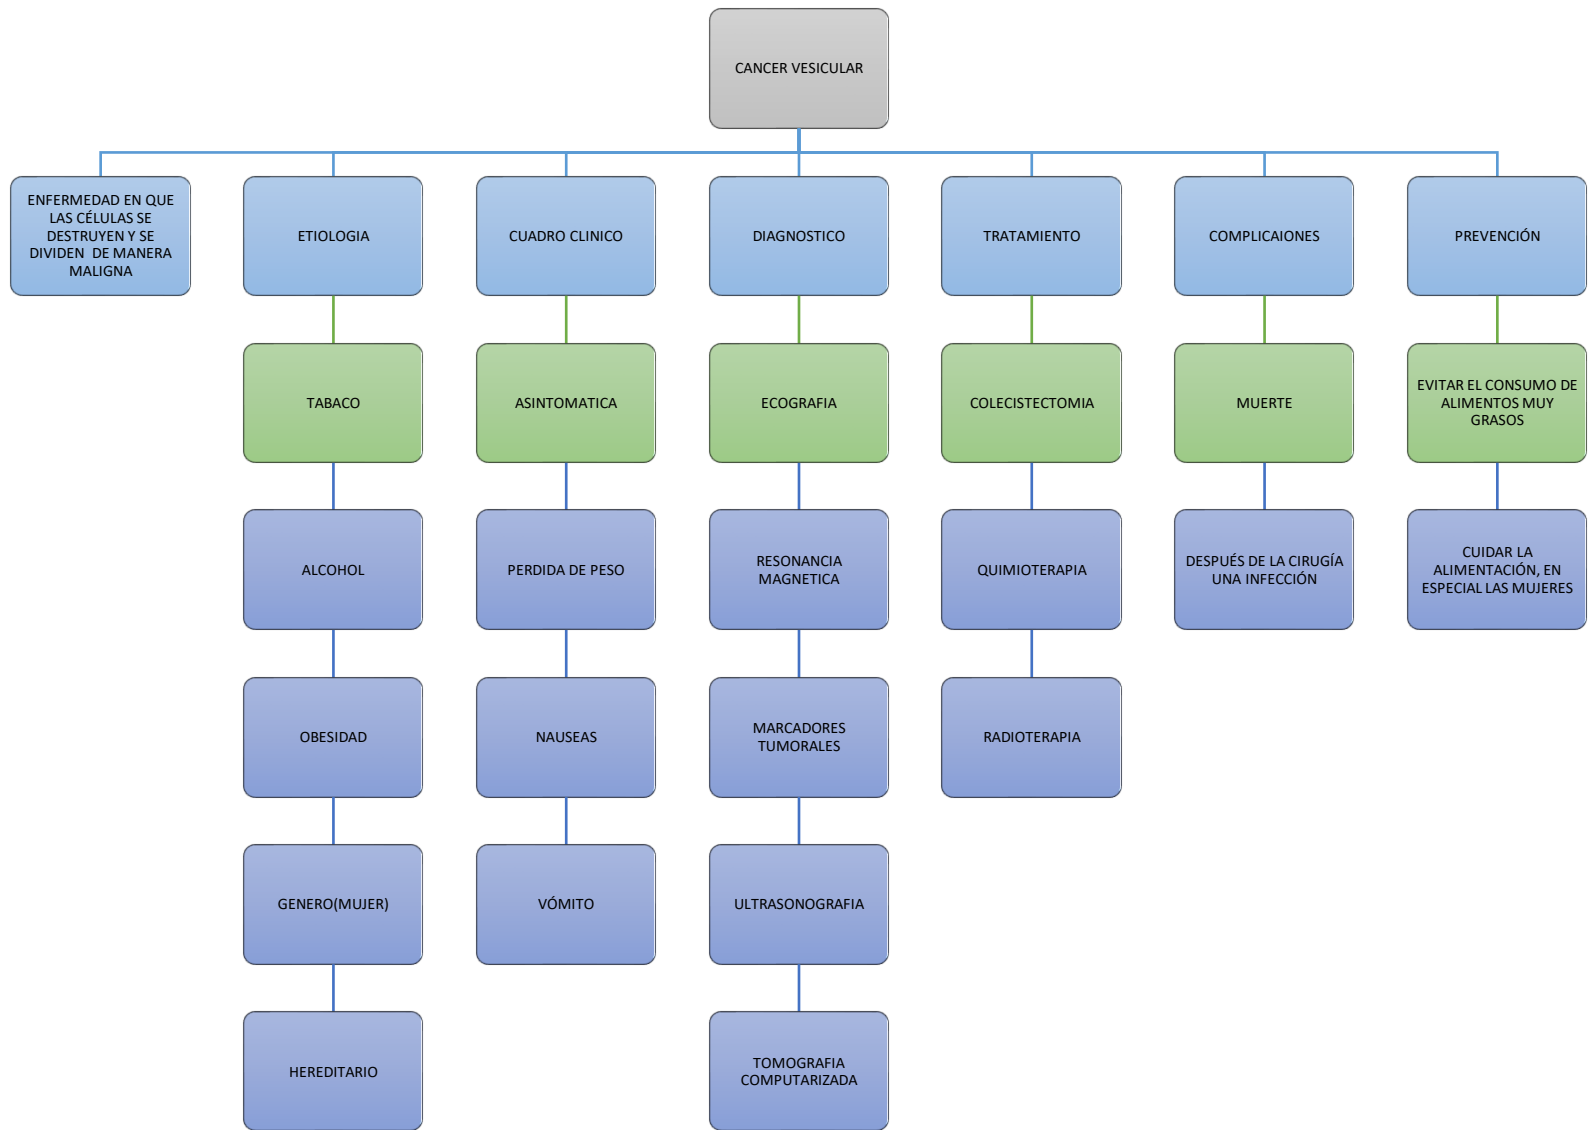 CANCER VESICULAR
ENFERMEDAD EN QUE
LAS CÉLULAS SE
DESTRUYEN Y SE
DIVIDEN DE MANERA
MALIGNA
ETIOLOGIA
CUADRO CLINICO
DIAGNOSTICO
TRATAMIENTO
COMPLICAIONES
PREVENCIÓN
TABACO
ASINTOMATICA
ECOGRAFIA
COLECISTECTOMIA
MUERTE
EVITAR EL CONSUMO DE
ALIMENTOS MUY
GRASOS
ALCOHOL
PERDIDA DE PESO
RESONANCIA
MAGNETICA
QUIMIOTERAPIA
DESPUÉS DE LA CIRUGÍA
UNA INFECCIÓN
CUIDAR LA
ALIMENTACIÓN, EN
ESPECIAL LAS MUJERES
OBESIDAD
NAUSEAS
MARCADORES
TUMORALES
RADIOTERAPIA
GENERO(MUJER)
VÓMITO
ULTRASONOGRAFIA
HEREDITARIO
TOMOGRAFIA
COMPUTARIZADA